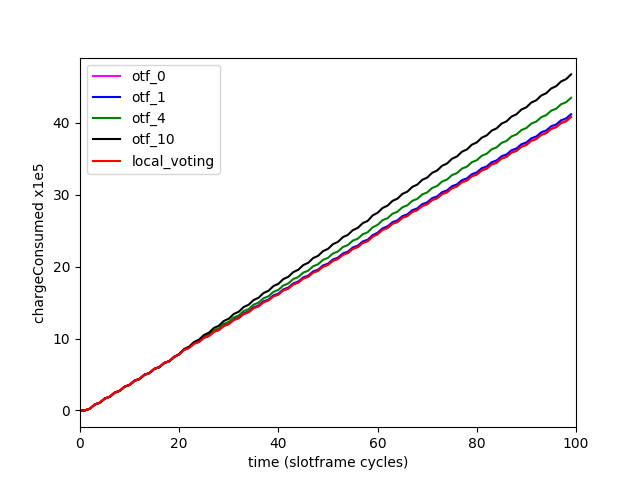 otf_0
otf_1
otf_4
otf_10
local_voting
chargeConsumed x1e5
40
30
20
10
0
0 20 40 60 80 100
time (slotframe cycles)